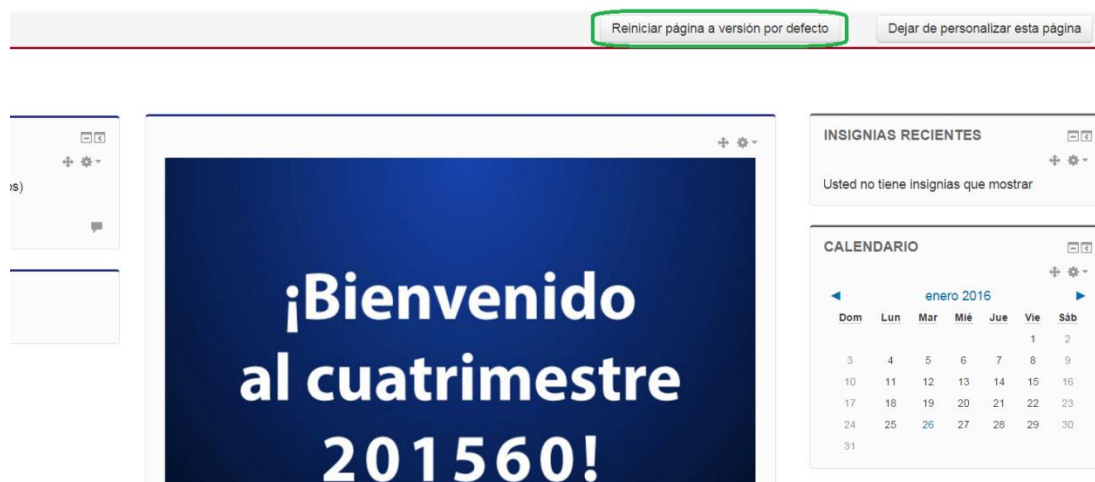 Reiniciar página a versión por defecto
Dejar de personalizar esta página
os)
¡Bienvenido
al cuatrimestre
201560!
INSIGNIAS RECIENTES
Usted no tiene insignias que mostrar
CALENDARIO
◄ enero 2016 ►
Dom Lun Mar Mié Jue Vie Sáb
1 2
3 4 5 6 7 8 9
10 11 12 13 14 15 16
17 18 19 20 21 22 23
24 25 26 27 28 29 30
31